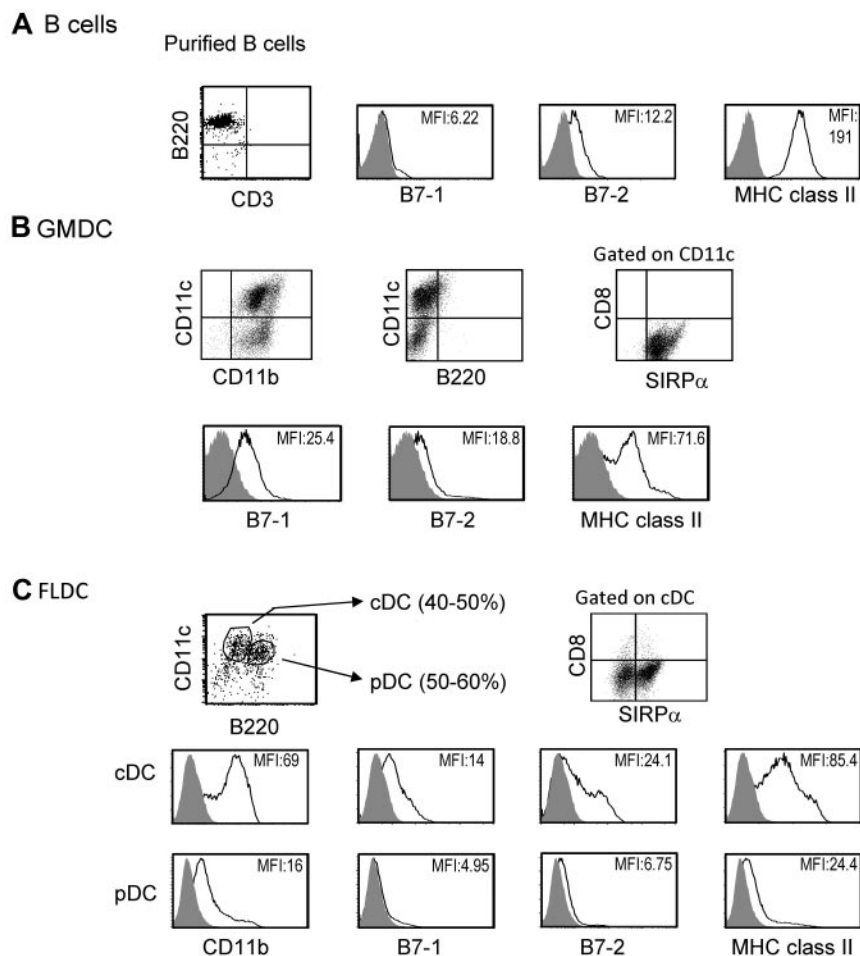 A B cells
Purified B cells
B220
CD3
MFI:6.22
B7-1
MFI:12.2
B7-2
MFI:
191
MHC class II
B GMDC
CD11c
CD11b
CD11c
B220
Gated on CD11c
CD8
SIRPα
MFI:25.4
B7-1
MFI:18.8
B7-2
MFI:71.6
MHC class II
C FLDC
CD11c
B220
cDC (40-50%)
pDC (50-60%)
Gated on cDC
CD8
SIRPα
cDC
MFI:69
MFI:14
MFI:24.1
MFI:85.4
pDC
MFI:16
MFI:4.95
MFI:6.75
MFI:24.4
CD11b
B7-1
B7-2
MHC class II